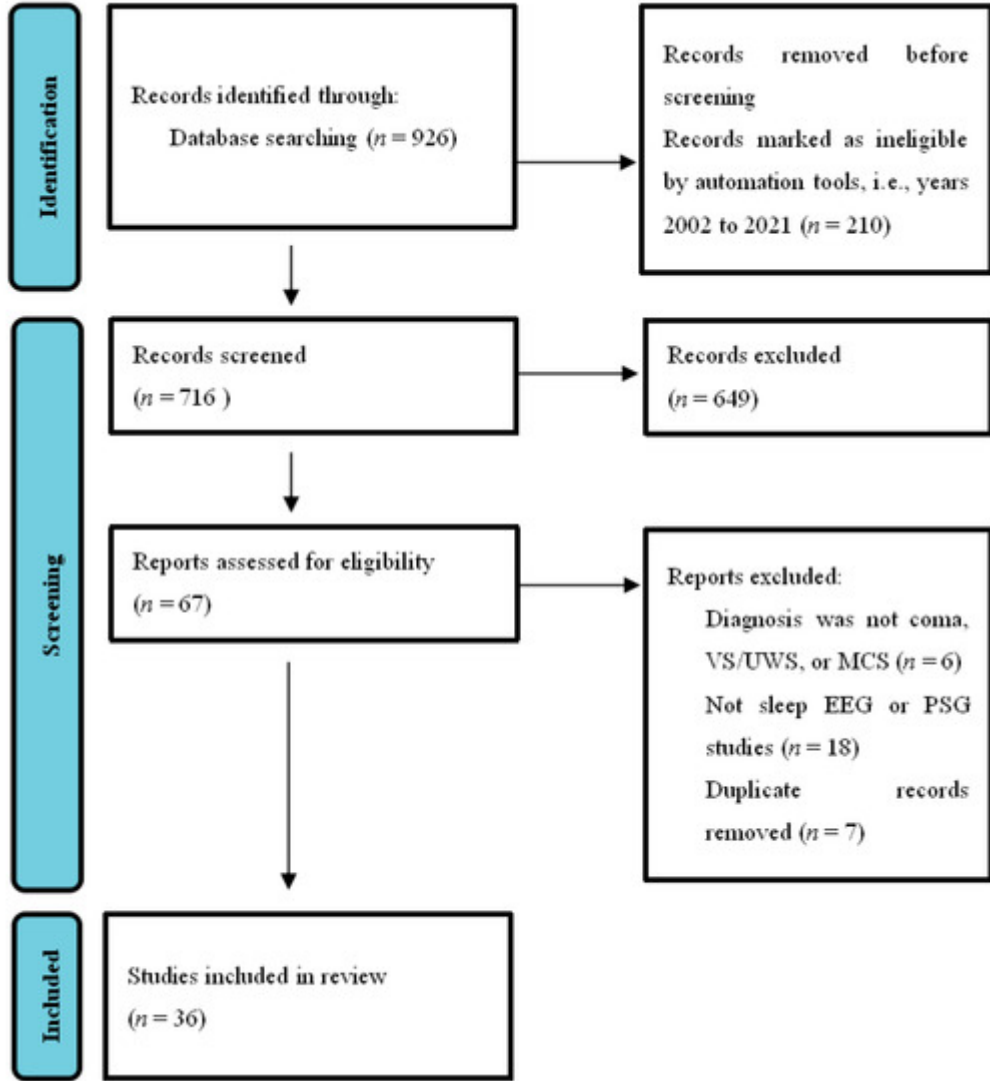 Identification
Records identified through:
Database searching (n = 926)
Records removed before
screening
Records marked as ineligible
by automation tools, i.e., years
2002 to 2021 (n = 210)
Screening
Records screened
(n = 716 )
Records excluded
(n = 649)
Reports assessed for eligibility
(n = 67)
Reports excluded:
Diagnosis was not coma,
VS/UWS, or MCS (n = 6)
Not sleep EEG or PSG
studies (n = 18)
Duplicate records
removed (n = 7)
Included
Studies included in review
(n = 36)